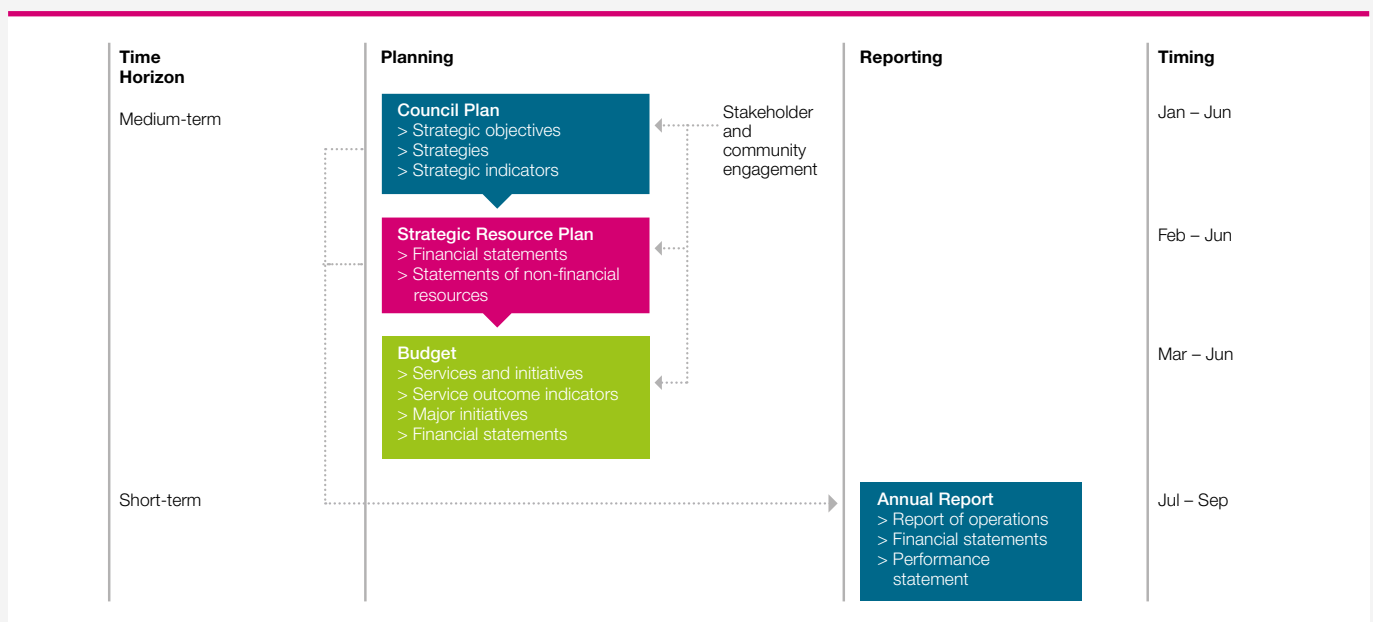 Time
Horizon
Planning
Reporting
Timing
Medium-term
Council Plan
> Strategic objectives
> Strategies
> Strategic indicators
Stakeholder
and
community
engagement
Jan – Jun
Strategic Resource Plan
> Financial statements
> Statements of non-financial
resources
Feb – Jun
Budget
> Services and initiatives
> Service outcome indicators
> Major initiatives
> Financial statements
Mar – Jun
Short-term
Annual Report
> Report of operations
> Financial statements
> Performance
statement
Jul – Sep